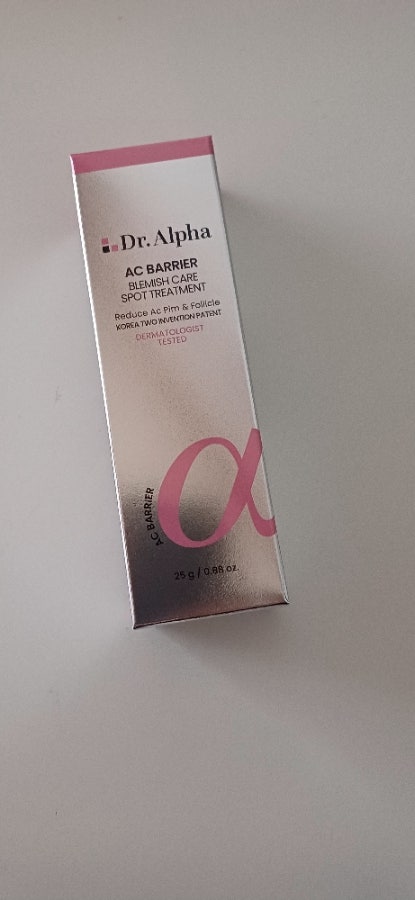 Dr.Alpha
AC BARRIER
BLEMISH CARE
SPOT TREATMENT
Reduce Ac Pim & Follicle
KOREA TWO INVENTION PATENT
DERMATOLOGIST
TESTED
α
AC BARRIER
25 g / 0.88 oz.